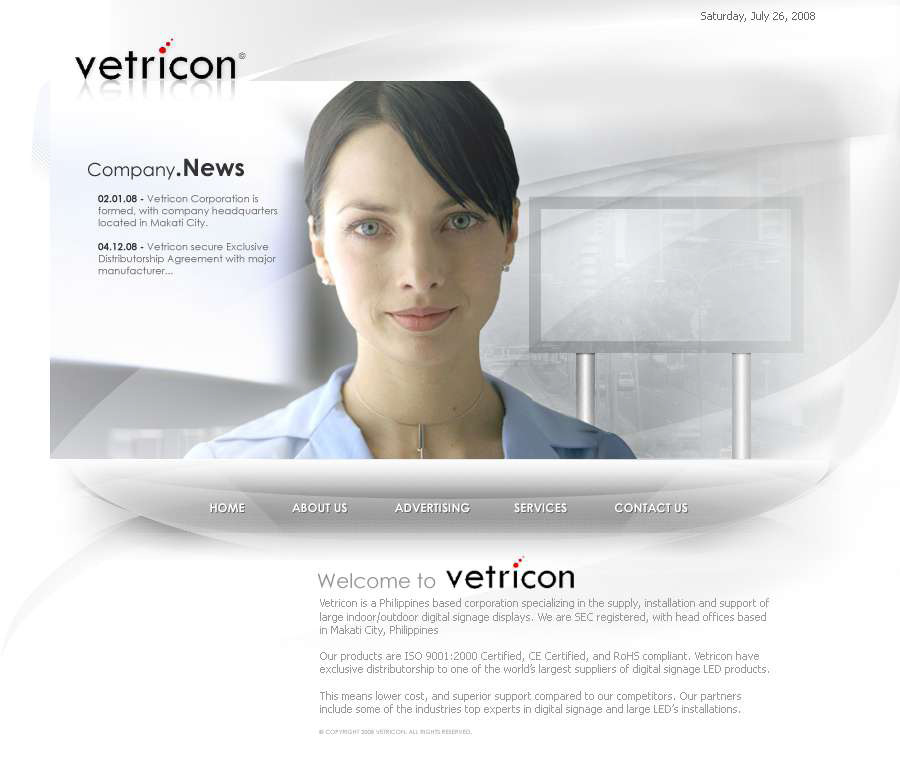 Saturday, July 26, 2008
vetricon©
Company.News
02.01.08 - Vetricon Corporation is
formed, with company headquarters
located in Makati City.
04.12.08 - Vetricon secure Exclusive
Distributorship Agreement with major
manufacturer...
HOME ABOUT US ADVERTISING SERVICES CONTACT US
Welcome to vetricon
Vetricon is a Philippines based corporation specializing in the supply, installation and support of
large indoor/outdoor digital signage displays. We are SEC registered, with head offices based
in Makati City, Philippines
Our products are ISO 9001:2000 Certified, CE Certified, and RoHS compliant. Vetricon have
exclusive distributorship to one of the world's largest suppliers of digital signage LED products.
This means lower cost, and superior support compared to our competitors. Our partners
include some of the industries top experts in digital signage and large LED's installations.
© COPYRIGHT 2008 VETRICON. ALL RIGHTS RESERVED.